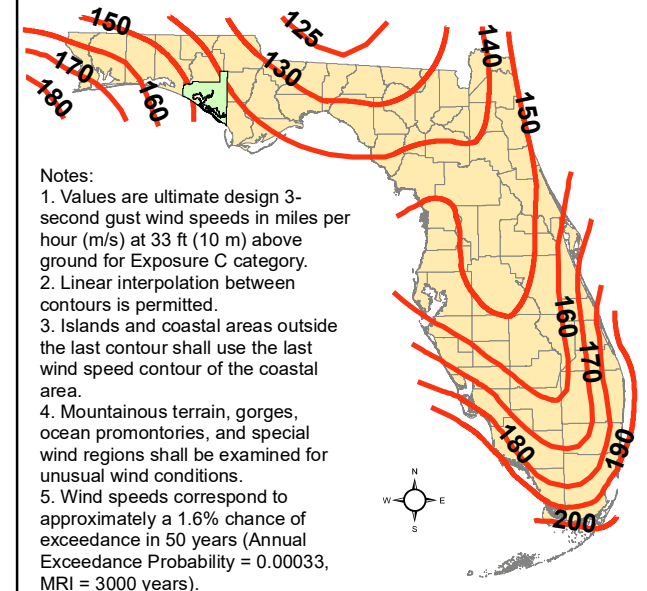 150
125
140
130
170
180
160
150
Notes:
1. Values are ultimate design 3-
second gust wind speeds in miles per
hour (m/s) at 33 ft (10 m) above
ground for Exposure C category.
2. Linear interpolation between
contours is permitted.
3. Islands and coastal areas outside
the last contour shall use the last
wind speed contour of the coastal
area.
4. Mountainous terrain, gorges,
ocean promontories, and special
wind regions shall be examined for
unusual wind conditions.
5. Wind speeds correspond to
approximately a 1.6% chance of
exceedance in 50 years (Annual
Exceedance Probability = 0.00033,
MRI = 3000 years).
160
170
180
190
200
N
W E
S